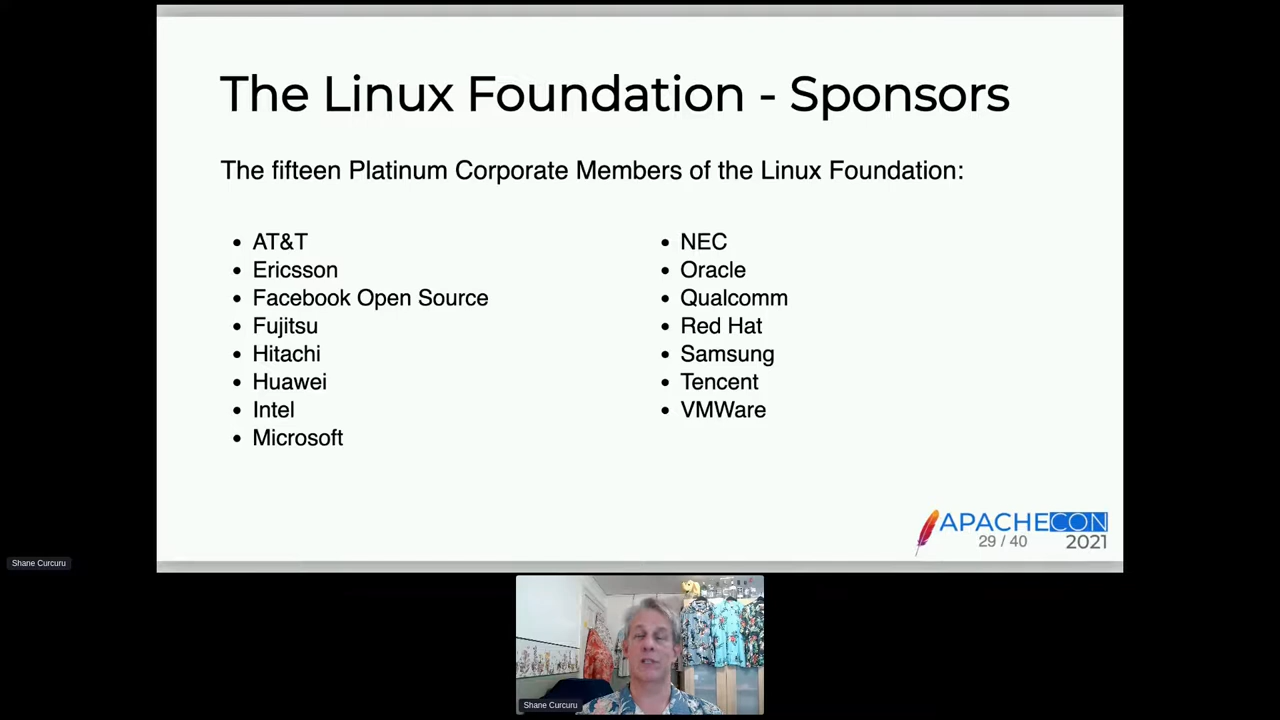 The Linux Foundation - Sponsors
The fifteen Platinum Corporate Members of the Linux Foundation:
AT&T
Ericsson
Facebook Open Source
Fujitsu
Hitachi
Huawei
Intel
Microsoft
NEC
Oracle
Qualcomm
Red Hat
Samsung
Tencent
VMWare
APACHECON
29 / 40
2021
Shane Curcuru
Shane Curcuru